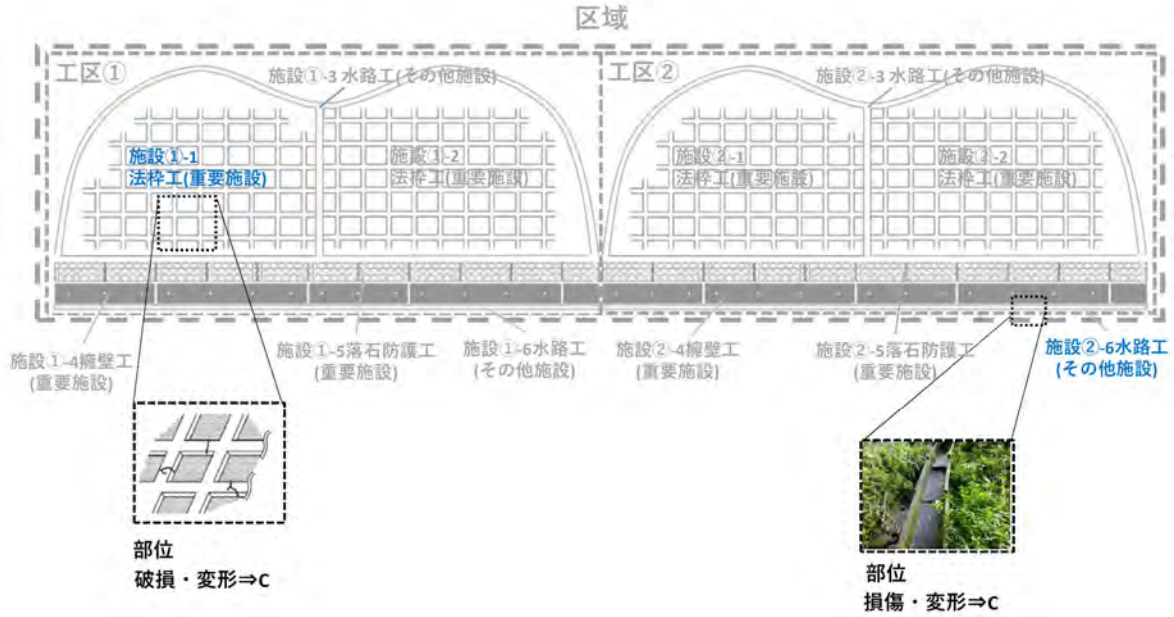 区域
工区①
施設①-3 水路工(その他施設)
工区②
施設②-3 水路工(その他施設)
施設①-1
法枠工(重要施設)
施設①-2
法枠工(重要施設)
施設②-1
法枠工(重要施設)
施設②-2
法枠工(重要施設)
施設①-4擁壁工
(重要施設)
施設①-5落石防護工
(重要施設)
施設①-6水路工
(その他施設)
施設②-4擁壁工
(重要施設)
施設②-5落石防護工
(重要施設)
施設②-6水路工
(その他施設)
部位
破損・変形⇒C
部位
損傷・変形⇒C